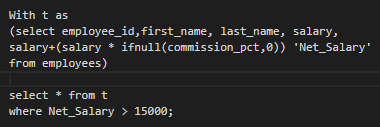 With t as
(select employee_id,first_name, last_name, salary,
salary+(salary * ifnull(commission_pct,0)) 'Net_Salary'
from employees)
select * from t
where Net_Salary > 15000;